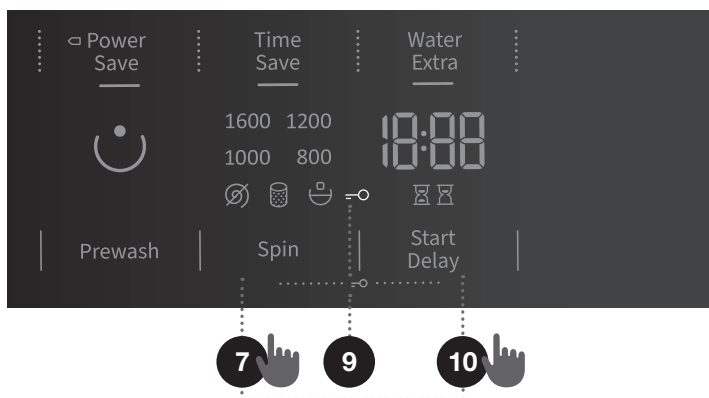 Power
Save
Time
Save
Water
Extra
1600 1200
1000 800
18:88
Prewash
Spin
Start
Delay
7
9
10